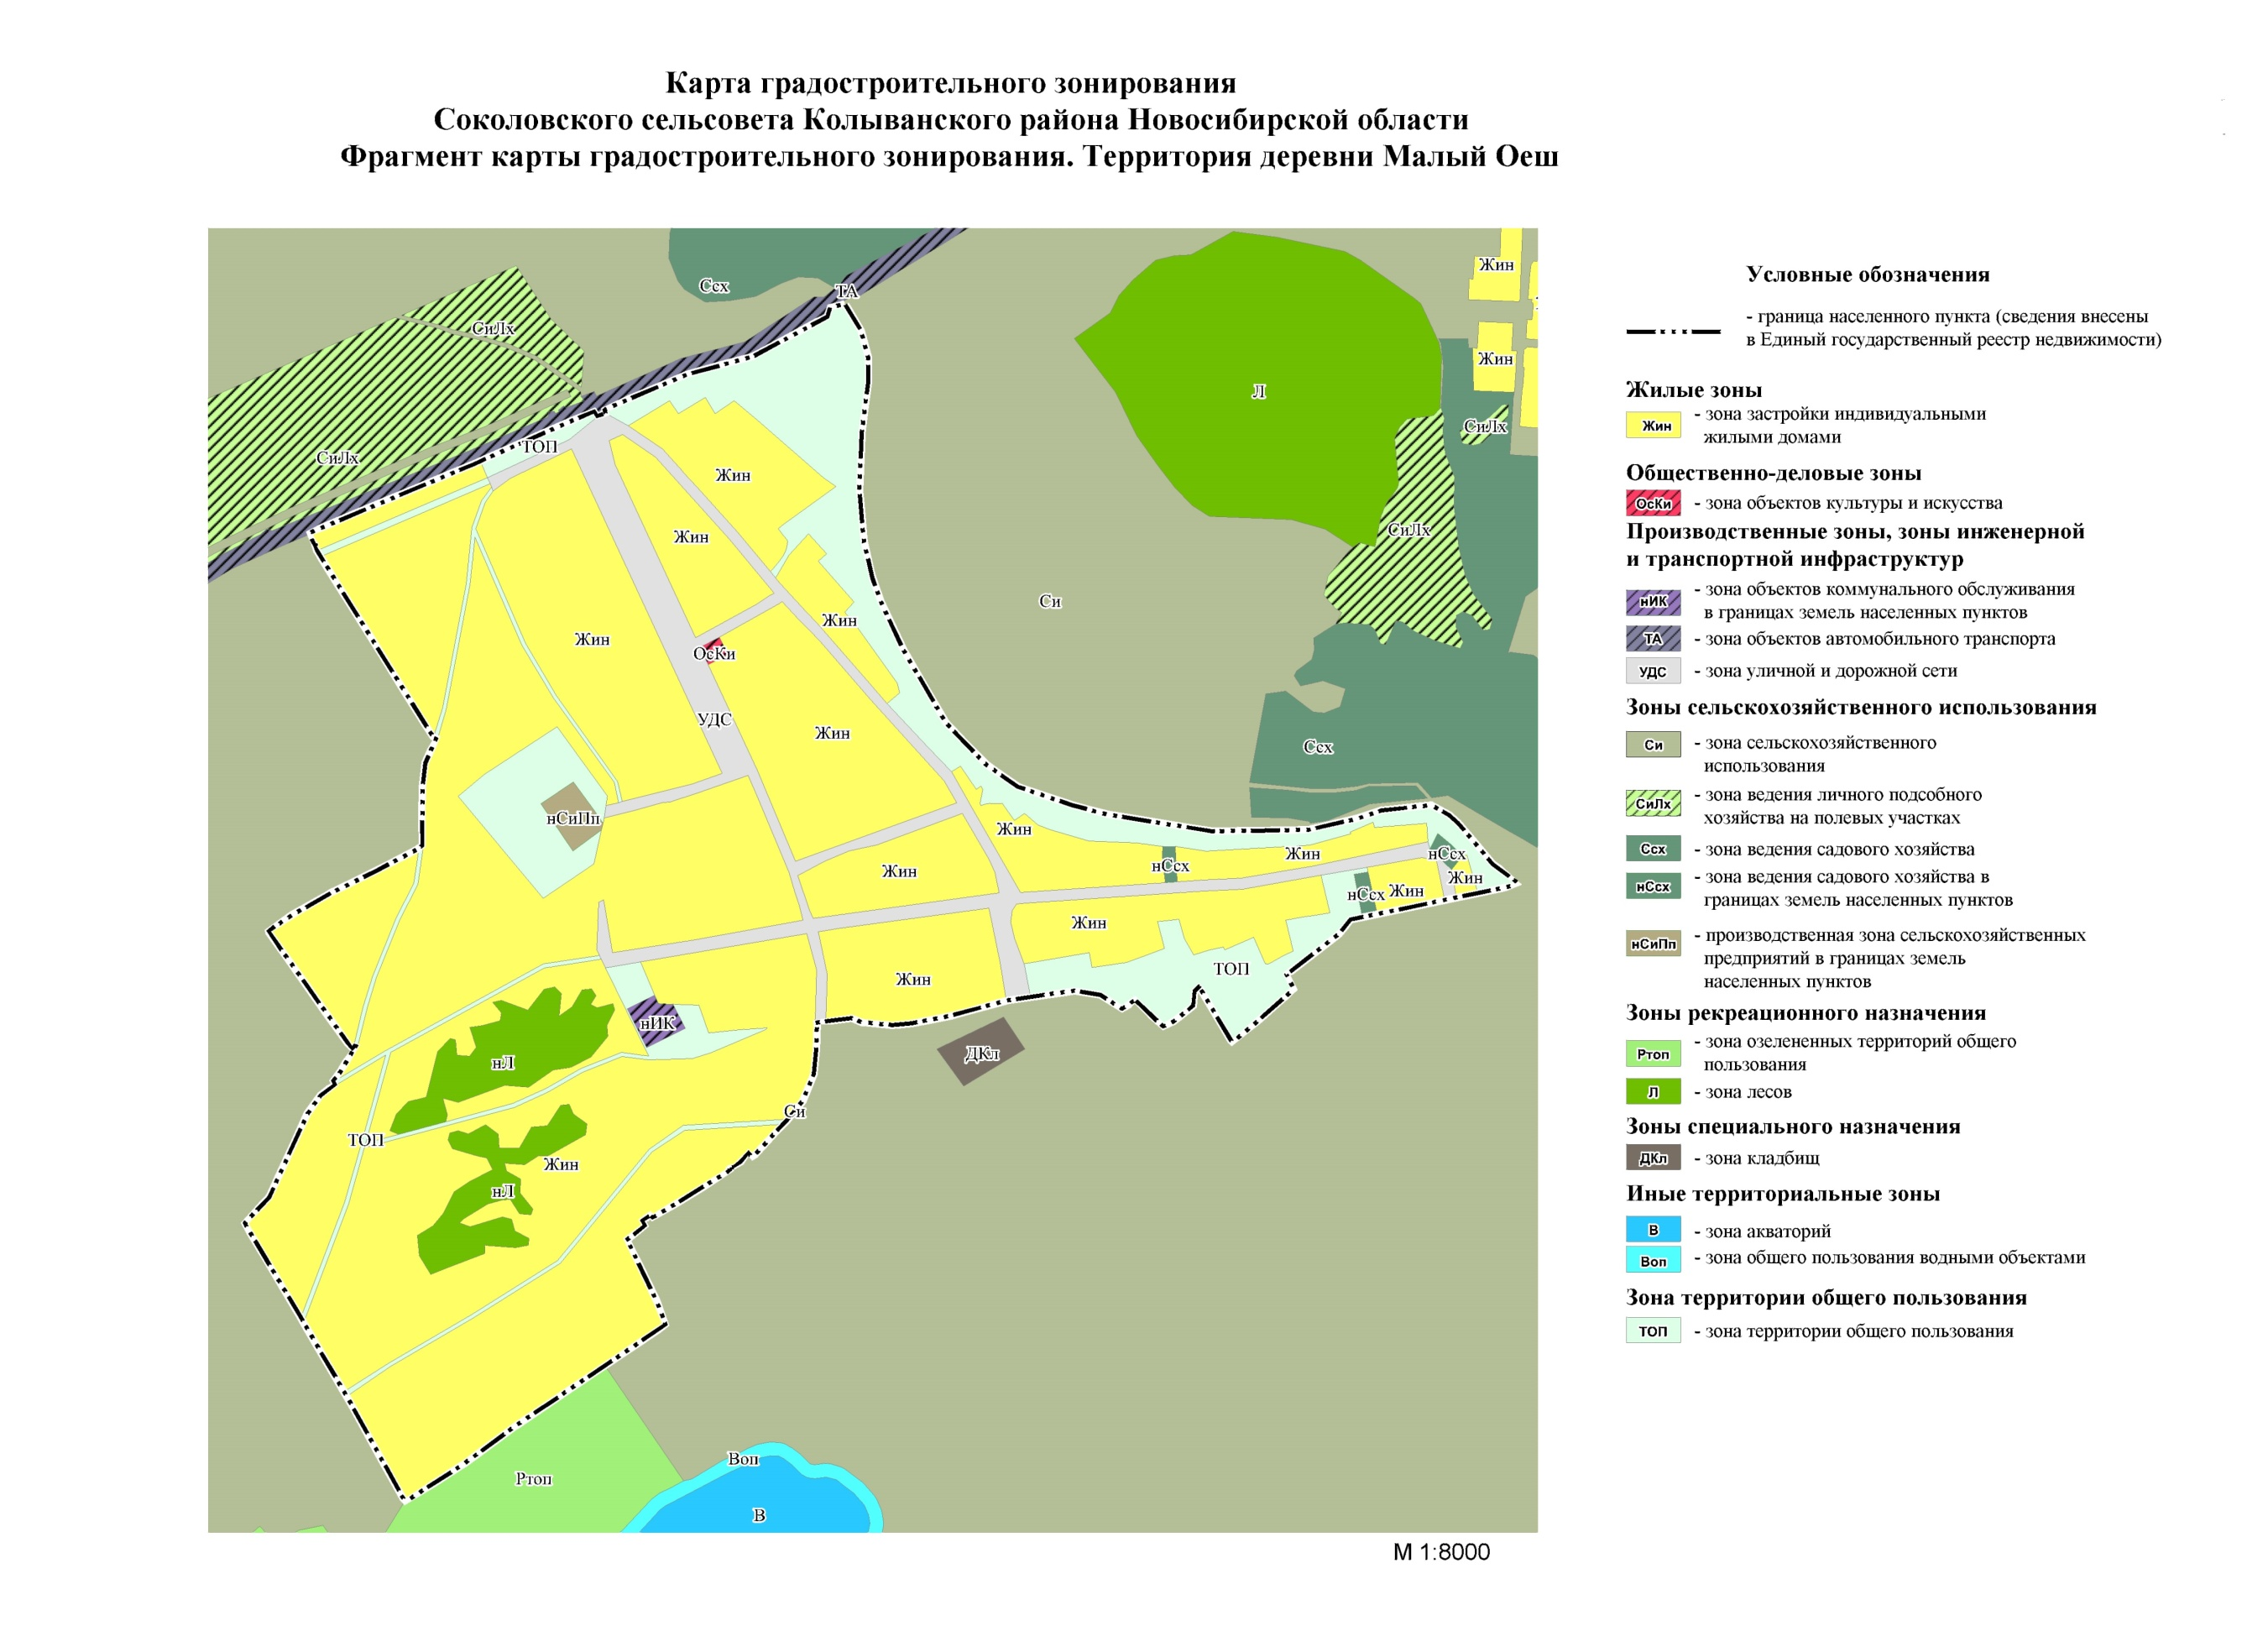 Карта градостроительного зонирования
Соколовского сельсовета Колыванского района Новосибирской области
Фрагмент карты градостроительного зонирования. Территория деревни Малый Оеш
Ссх
ТА
Жин
СиЛх
Жин
Л
СиЛх
ТОП
СиЛх
Жин
Жин
СиЛх
Си
Жин
Жин
ОсКи
УДС
Жин
Ссх
нСиПп
Жин
Жин
нСсх
нСсх
Жин
Жин
нСсх
Жин
Жин
ТОП
Жин
нИК
ДКл
нЛ
Си
ТОП
Жин
нЛ
Воп
Ртоп
В
М 1:8000
Условные обозначения
- граница населенного пункта (сведения внесены
в Единый государственный реестр недвижимости)
Жилые зоны
Жин - зона застройки индивидуальными
жилыми домами
Общественно-деловые зоны
ОсКи - зона объектов культуры и искусства
Производственные зоны, зоны инженерной
и транспортной инфраструктур
нИК - зона объектов коммунального обслуживания
в границах земель населенных пунктов
ТА - зона объектов автомобильного транспорта
УДС - зона уличной и дорожной сети
Зоны сельскохозяйственного использования
Си - зона сельскохозяйственного
использования
СиЛх - зона ведения личного подсобного
хозяйства на полевых участках
Ссх - зона ведения садового хозяйства
нСсх - зона ведения садового хозяйства в
границах земель населенных пунктов
нСиПп - производственная зона сельскохозяйственных
предприятий в границах земель
населенных пунктов
Зоны рекреационного назначения
Ртоп - зона озелененных территорий общего
пользования
Л - зона лесов
Зоны специального назначения
ДКл - зона кладбищ
Иные территориальные зоны
В - зона акваторий
Воп - зона общего пользования водными объектами
Зона территории общего пользования
ТОП - зона территории общего пользования